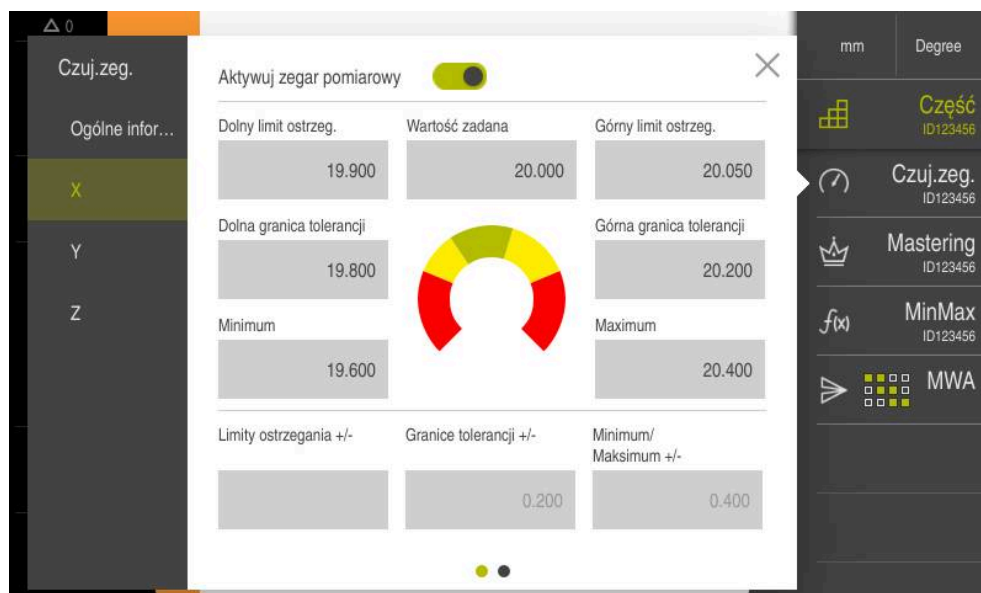 0
Czuj.zeg.
Ogólne infor...
X
Y
Z
Aktywuj zegar pomiarowy
Dolny limit ostrzeg.
Wartość zadana
Górny limit ostrzeg.
19.900
20.000
20.050
Dolna granica tolerancji
Górna granica tolerancji
19.800
20.200
Minimum
Maximum
19.600
20.400
Limity ostrzegania +/-
Granice tolerancji +/-
Minimum/
Maksimum +/-
0.200
0.400
mm
Degree
Część
ID123456
Czuj.zeg.
ID123456
Mastering
ID123456
f(x)
MinMax
ID123456
MWA